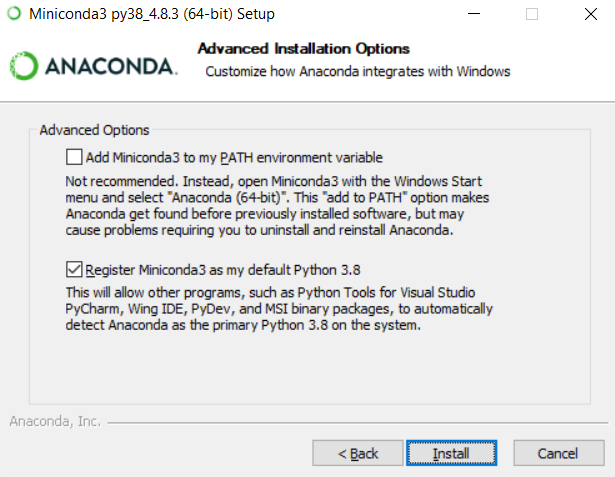 Miniconda3 py38_4.8.3 (64-bit) Setup
ANACONDA.
Advanced Installation Options
Customize how Anaconda integrates with Windows
Advanced Options
Add Miniconda3 to my PATH environment variable
Not recommended. Instead, open Miniconda3 with the Windows Start
menu and select "Anaconda (64-bit)". This "add to PATH" option makes
Anaconda get found before previously installed software, but may
cause problems requiring you to uninstall and reinstall Anaconda.
Register Miniconda3 as my default Python 3.8
This will allow other programs, such as Python Tools for Visual Studio
PyCharm, Wing IDE, PyDev, and MSI binary packages, to automatically
detect Anaconda as the primary Python 3.8 on the system.
Anaconda, Inc.
< Back
Install
Cancel